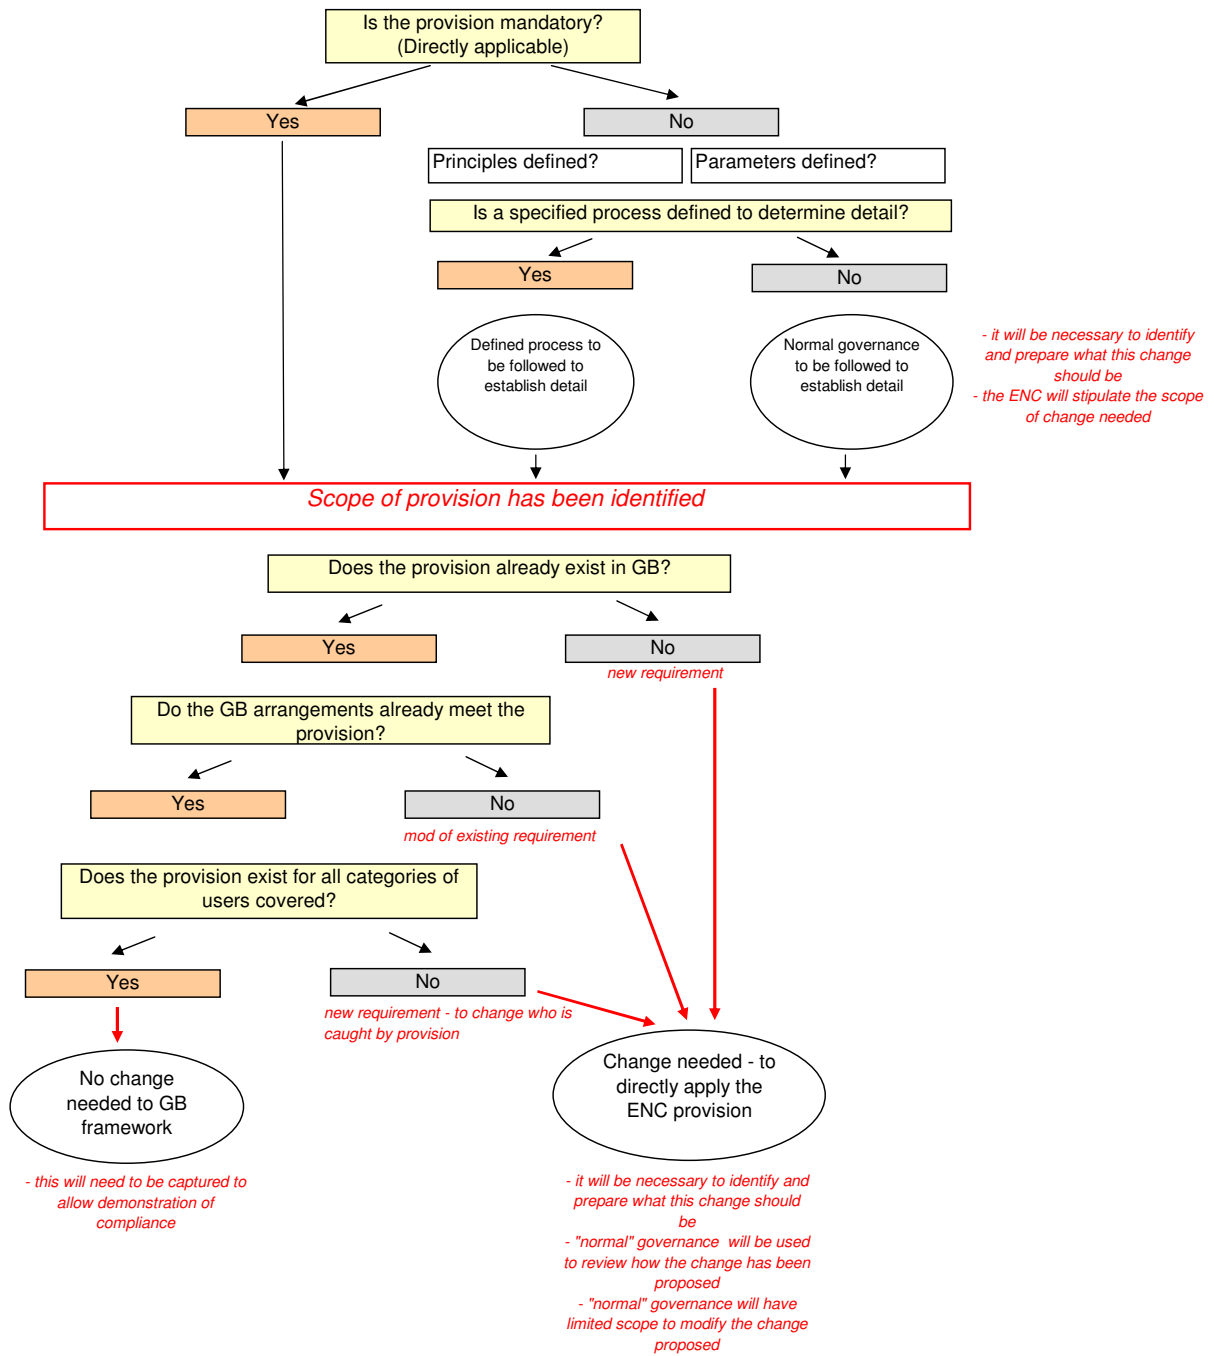 Is the provision mandatory?
(Directly applicable)
Yes
No
Principles defined?
Parameters defined?
Is a specified process defined to determine detail?
Yes
No
Defined process to
be followed to
establish detail
Normal governance
to be followed to
establish detail
- it will be necessary to identify
and prepare what this change
should be
- the ENC will stipulate the scope
of change needed
Scope of provision has been identified
Does the provision already exist in GB?
Yes
No
new requirement
Do the GB arrangements already meet the
provision?
Yes
No
mod of existing requirement
Does the provision exist for all categories of
users covered?
Yes
No
new requirement - to change who is
caught by provision
No change
needed to GB
framework
Change needed - to
directly apply the
ENC provision
- this will need to be captured to
allow demonstration of
compliance
- it will be necessary to identify and
prepare what this change should
be
- "normal" governance  will be used
to review how the change has been
proposed
- "normal" governance will have
limited scope to modify the change
proposed